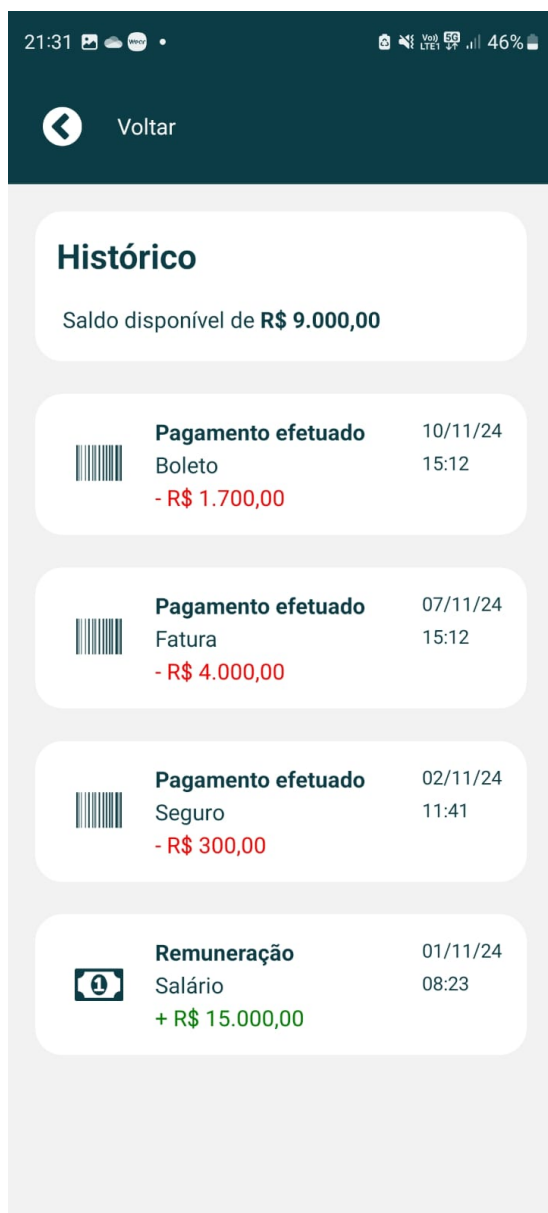 21:31
46%
Voltar
Histórico
Saldo disponível de R$ 9.000,00
Pagamento efetuado 10/11/24
Boleto 15:12
- R$ 1.700,00
Pagamento efetuado 07/11/24
Fatura 15:12
- R$ 4.000,00
Pagamento efetuado 02/11/24
Seguro 11:41
- R$ 300,00
Remuneração 01/11/24
Salário 08:23
+ R$ 15.000,00